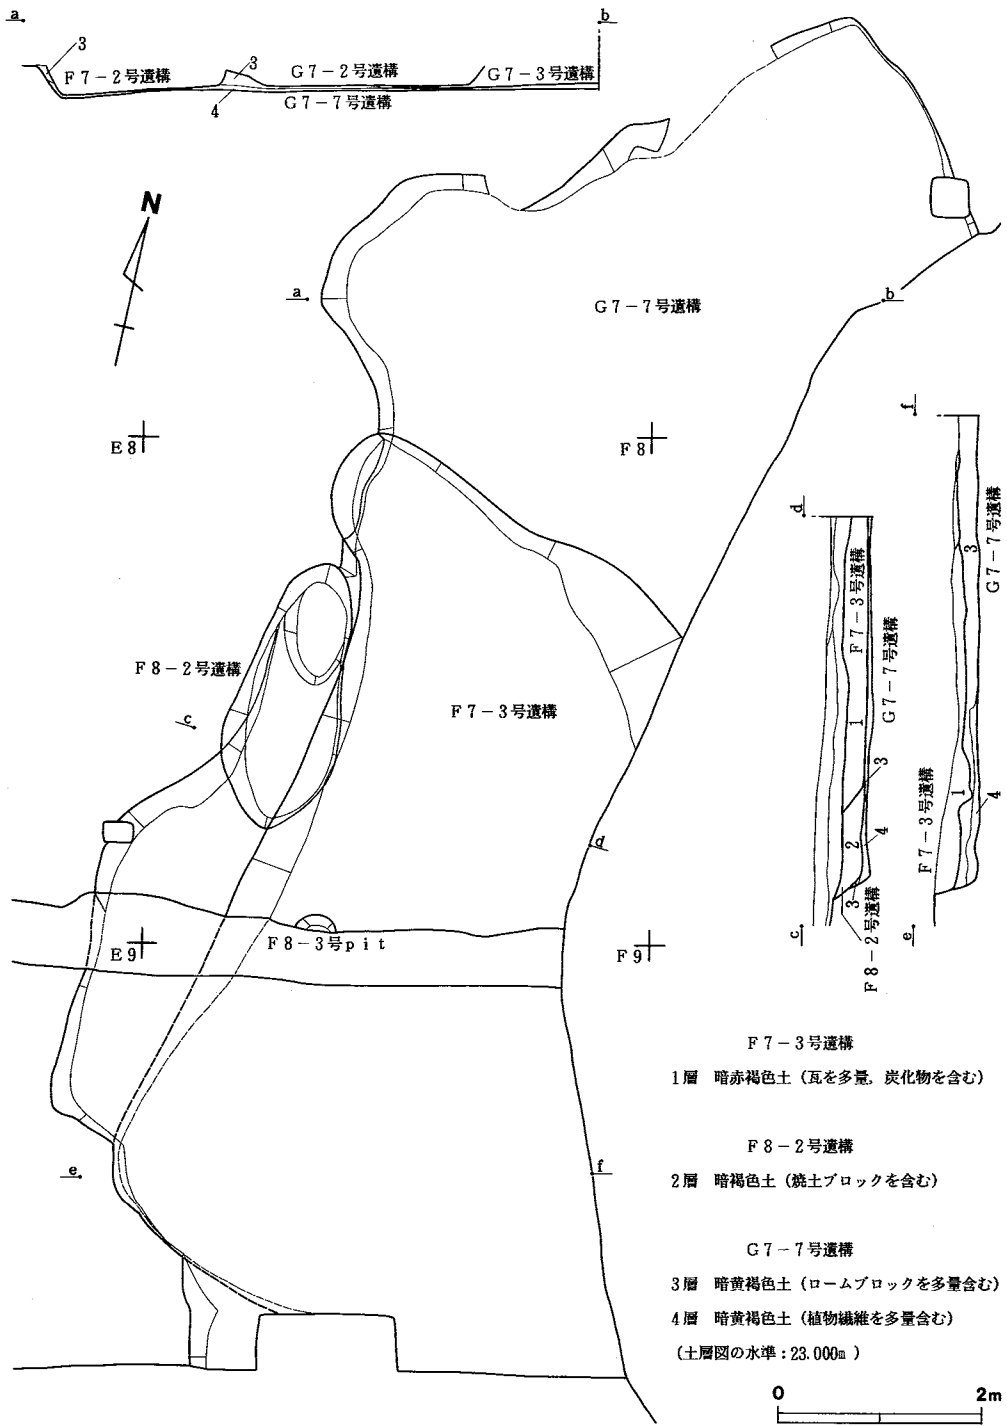 a
b
3
F7-2号遺構
3
G7-2号遺構
G7-3号遺構
4
G7-7号遺構
N
a
G7-7号遺構
b
E8
F8
f
d
F7-3号遺構
3
G7-7号遺構
G7-7号遺構
F8-2号遺構
c
F7-3号遺構
1
3
F7-3号遺構
1
4
d
2
4
3
F8-2号遺構
c
e
E9
F8-3号pit
F9
F7-3号遺構
1層 暗赤褐色土(瓦を多量,炭化物を含む)
F8-2号遺構
e
f
2層 暗褐色土(焼土ブロックを含む)
G7-7号遺構
3層 暗黄褐色土(ロームブロックを多量含む)
4層 暗黄褐色土(植物繊維を多量含む)
(土層図の水準:23.000m)
0 2m